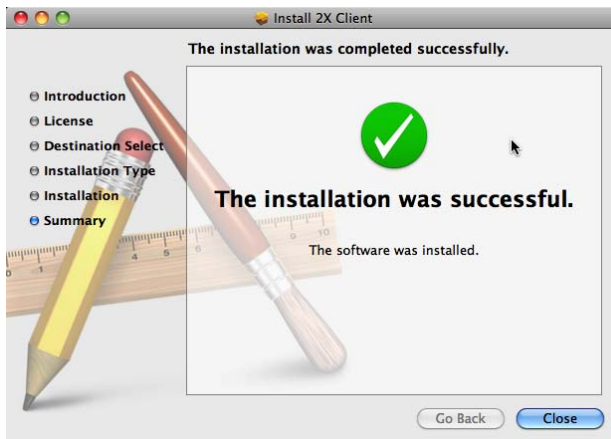 Install 2X Client
The installation was completed successfully.
Introduction
License
Destination Select
Installation Type
Installation
Summary
The installation was successful.
The software was installed.
Go Back
Close